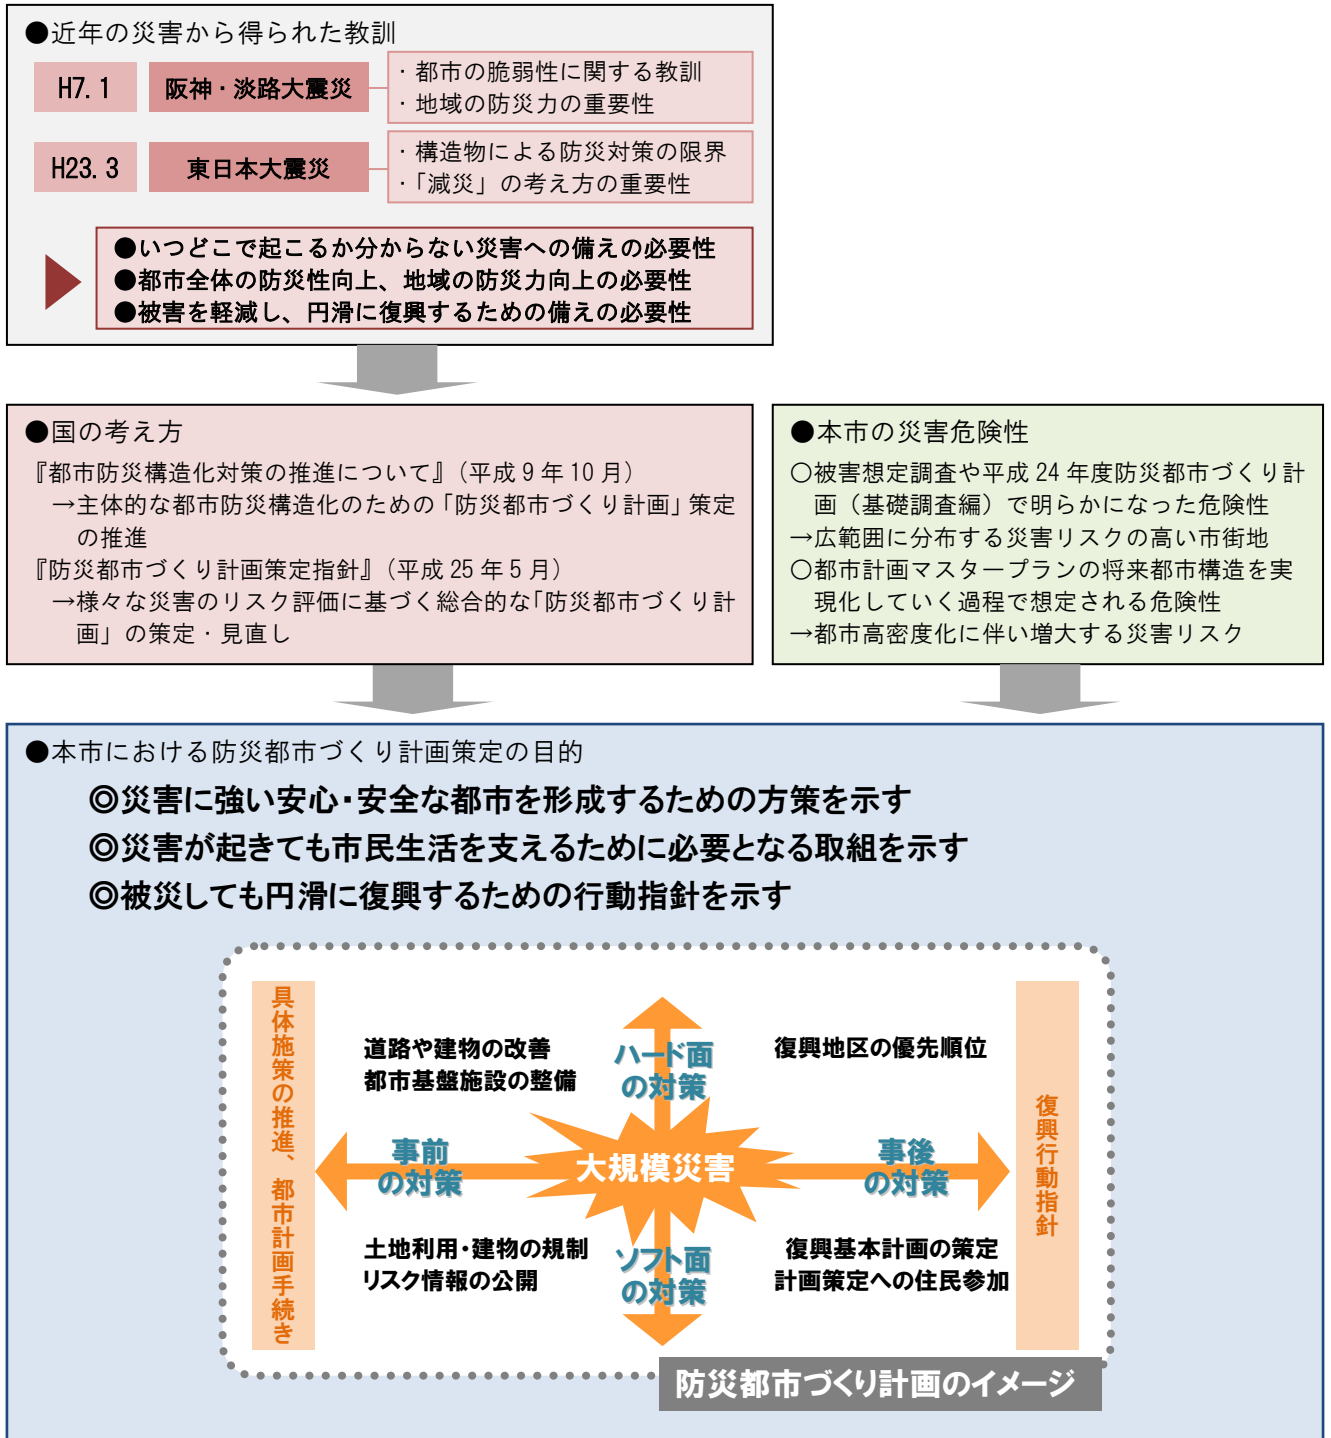 ●近年の災害から得られた教訓
H7.1
阪神・淡路大震災
・都市の脆弱性に関する教訓
・地域の防災力の重要性
H23.3
東日本大震災
・構造物による防災対策の限界
・「減災」の考え方の重要性
●いつどこで起こるか分からない災害への備えの必要性
●都市全体の防災性向上、地域の防災力向上の必要性
●被害を軽減し、円滑に復興するための備えの必要性
●国の考え方
『都市防災構造化対策の推進について』（平成9年10月）
→主体的な都市防災構造化のための「防災都市づくり計画」策定
の推進
『防災都市づくり計画策定指針』（平成25年5月）
→様々な災害のリスク評価に基づく総合的な「防災都市づくり計
画」の策定・見直し
●本市の災害危険性
○被害想定調査や平成24年度防災都市づくり計
画（基礎調査編）で明らかになった危険性
→広範囲に分布する災害リスクの高い市街地
○都市計画マスタープランの将来都市構造を実
現化していく過程で想定される危険性
→都市高密度化に伴い増大する災害リスク
●本市における防災都市づくり計画策定の目的
◎災害に強い安心・安全な都市を形成するための方策を示す
◎災害が起きても市民生活を支えるために必要となる取組を示す
◎被災しても円滑に復興するための行動指針を示す
具体施策の推進、都市計画手続き
道路や建物の改善
都市基盤施設の整備
ハード面
の対策
復興地区の優先順位
事前
の対策
大規模災害
事後
の対策
土地利用・建物の規制
リスク情報の公開
ソフト面
の対策
復興基本計画の策定
計画策定への住民参加
復興行動指針
防災都市づくり計画のイメージ